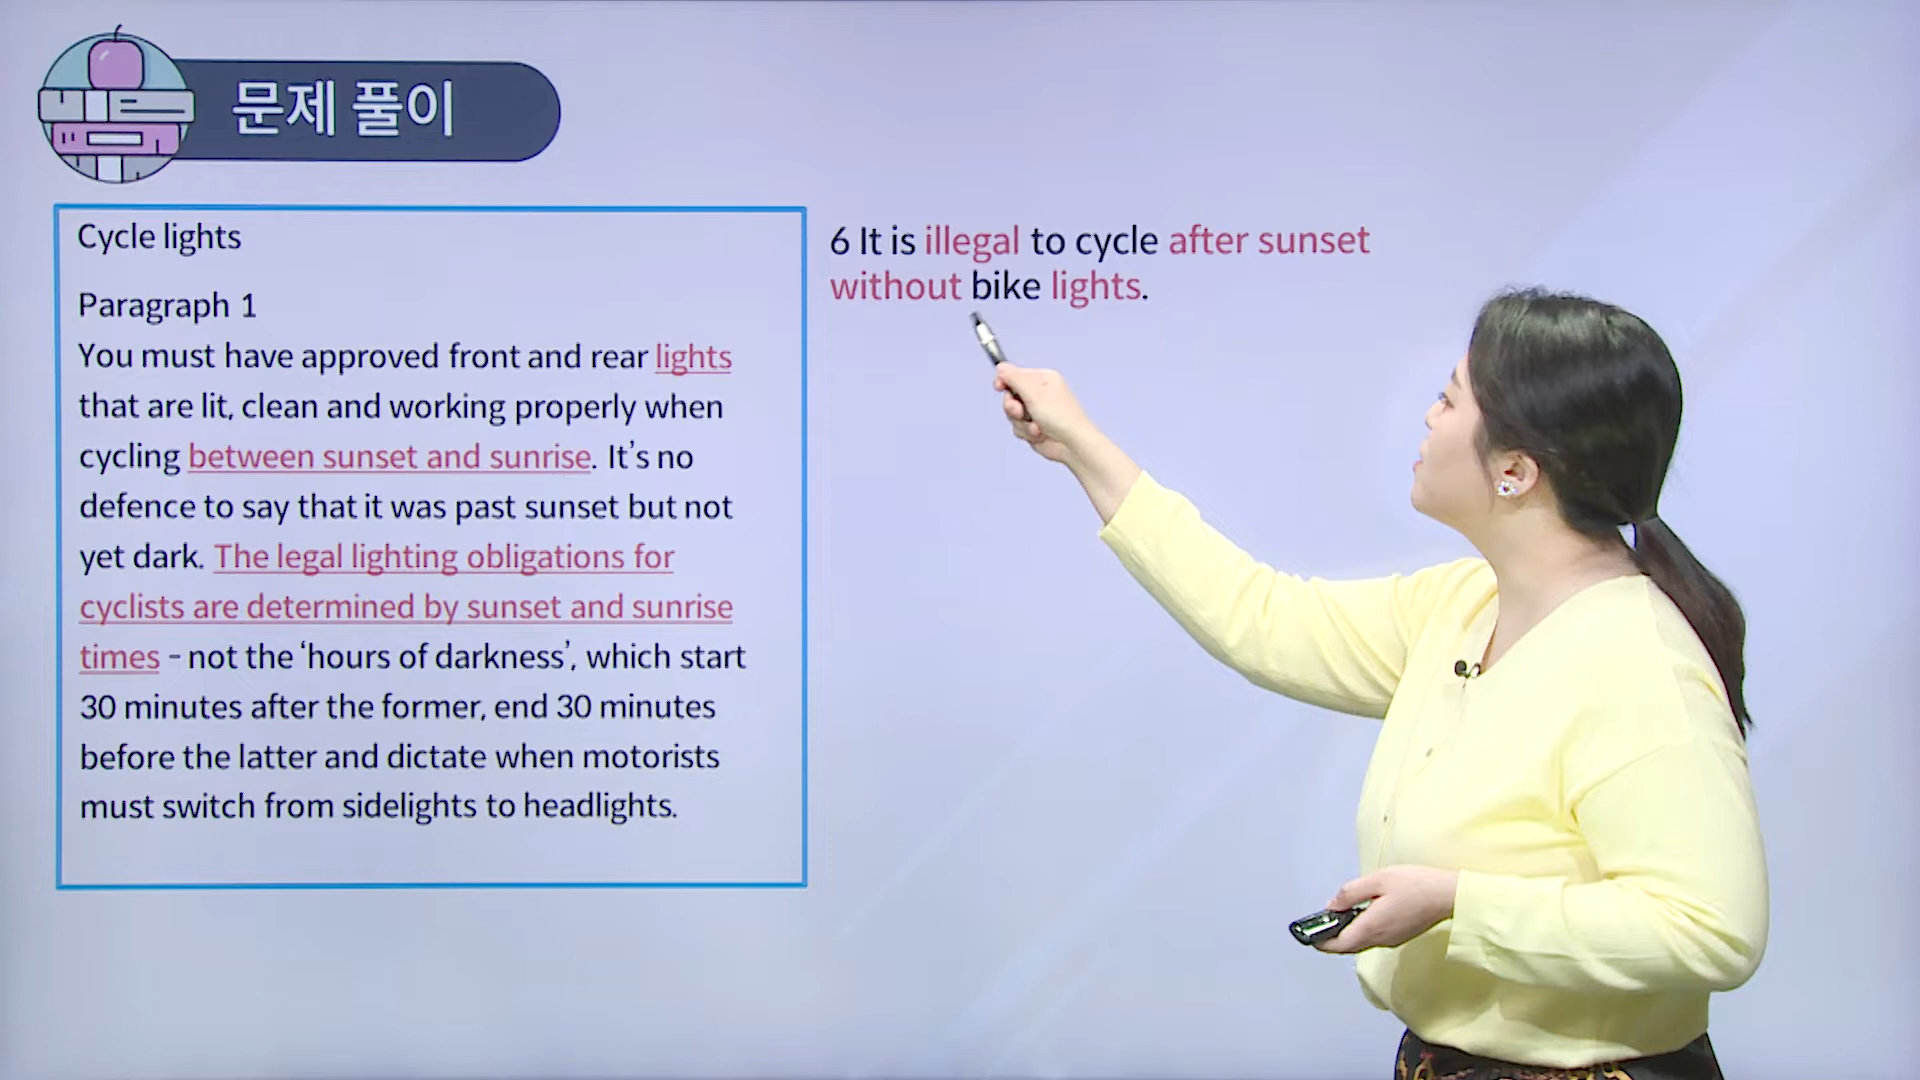 문제 풀이
Cycle lights
Paragraph 1
You must have approved front and rear lights
that are lit, clean and working properly when
cycling between sunset and sunrise. It’s no
defence to say that it was past sunset but not
yet dark. The legal lighting obligations for
cyclists are determined by sunset and sunrise
times - not the ‘hours of darkness’, which start
30 minutes after the former, end 30 minutes
before the latter and dictate when motorists
must switch from sidelights to headlights.
6 It is illegal to cycle after sunset
without bike lights.